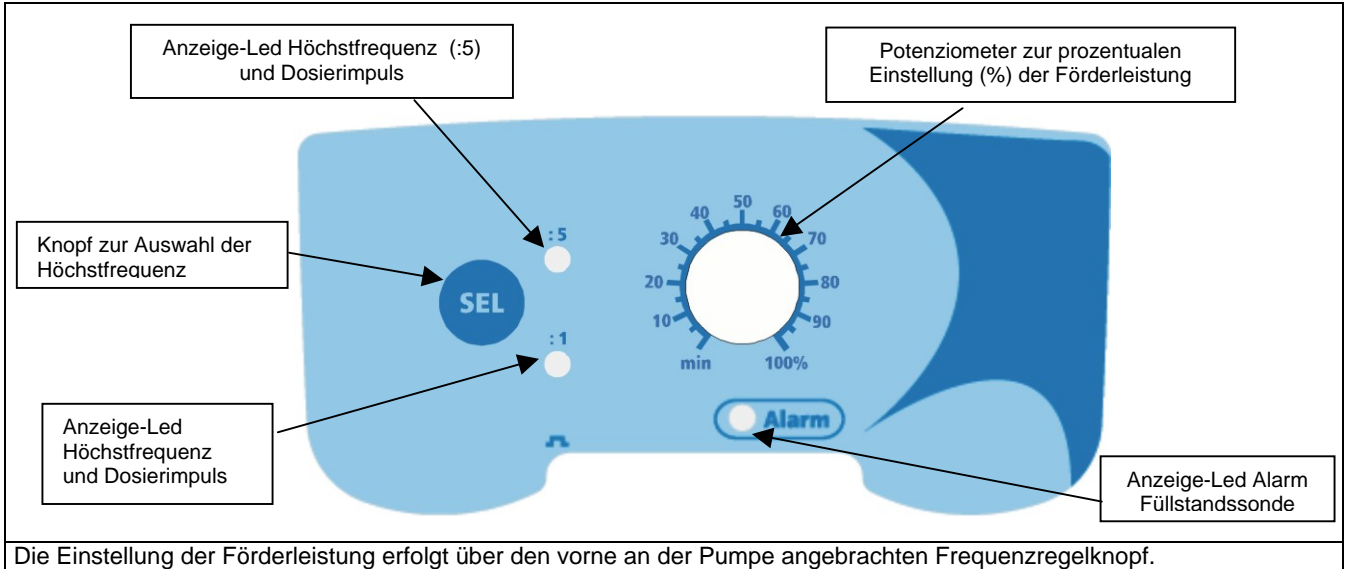 Anzeige-Led Höchstfrequenz (:5)
und Dosierimpuls
Potenziometer zur prozentualen
Einstellung (%) der Förderleistung
Knopf zur Auswahl der
Höchstfrequenz
SEL
:5
:1
min
10
20
30
40
50
60
70
80
90
100%
Alarm
Anzeige-Led
Höchstfrequenz
und Dosierimpuls
Anzeige-Led Alarm
Füllstandssonde
Die Einstellung der Förderleistung erfolgt über den vorne an der Pumpe angebrachten Frequenzregelknopf.